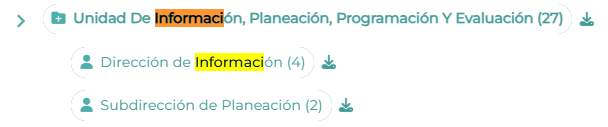 Unidad De Información, Planeación, Programación Y Evaluación (27)
Dirección de Información (4)
Subdirección de Planeación (2)